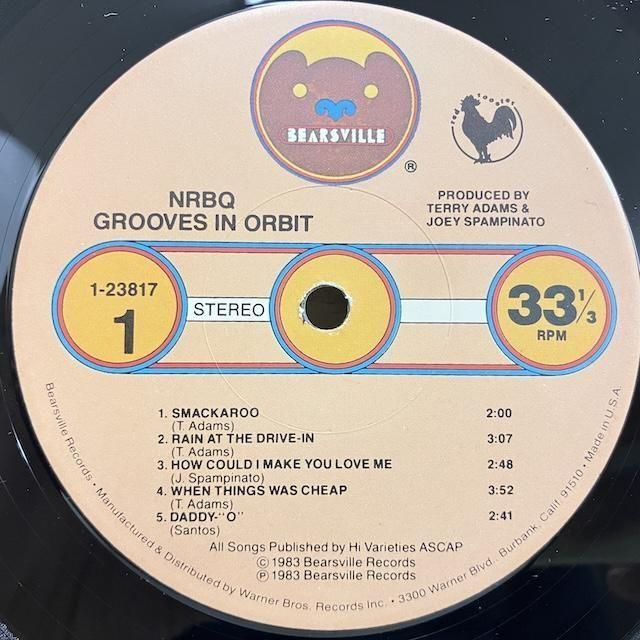 BEARSVILLE
®
red rooster
NRBQ
GROOVES IN ORBIT
PRODUCED BY
TERRY ADAMS &
JOEY SPAMPINATO
1-23817
1
STEREO
33 1/3
RPM
1. SMACKAROO 2:00
(T. Adams)
2. RAIN AT THE DRIVE-IN 3:07
(T. Adams)
3. HOW COULD I MAKE YOU LOVE ME 2:48
(J. Spampinato)
4. WHEN THINGS WAS CHEAP 3:52
(T. Adams)
5. DADDY-"O" 2:41
(Santos)
All Songs Published by Hi Varieties ASCAP
© 1983 Bearsville Records
℗ 1983 Bearsville Records
Bearsville Records • Manufactured & Distributed by Warner Bros. Records Inc. • 3300 Warner Blvd., Burbank, Calif. 91510 • Made in U.S.A.